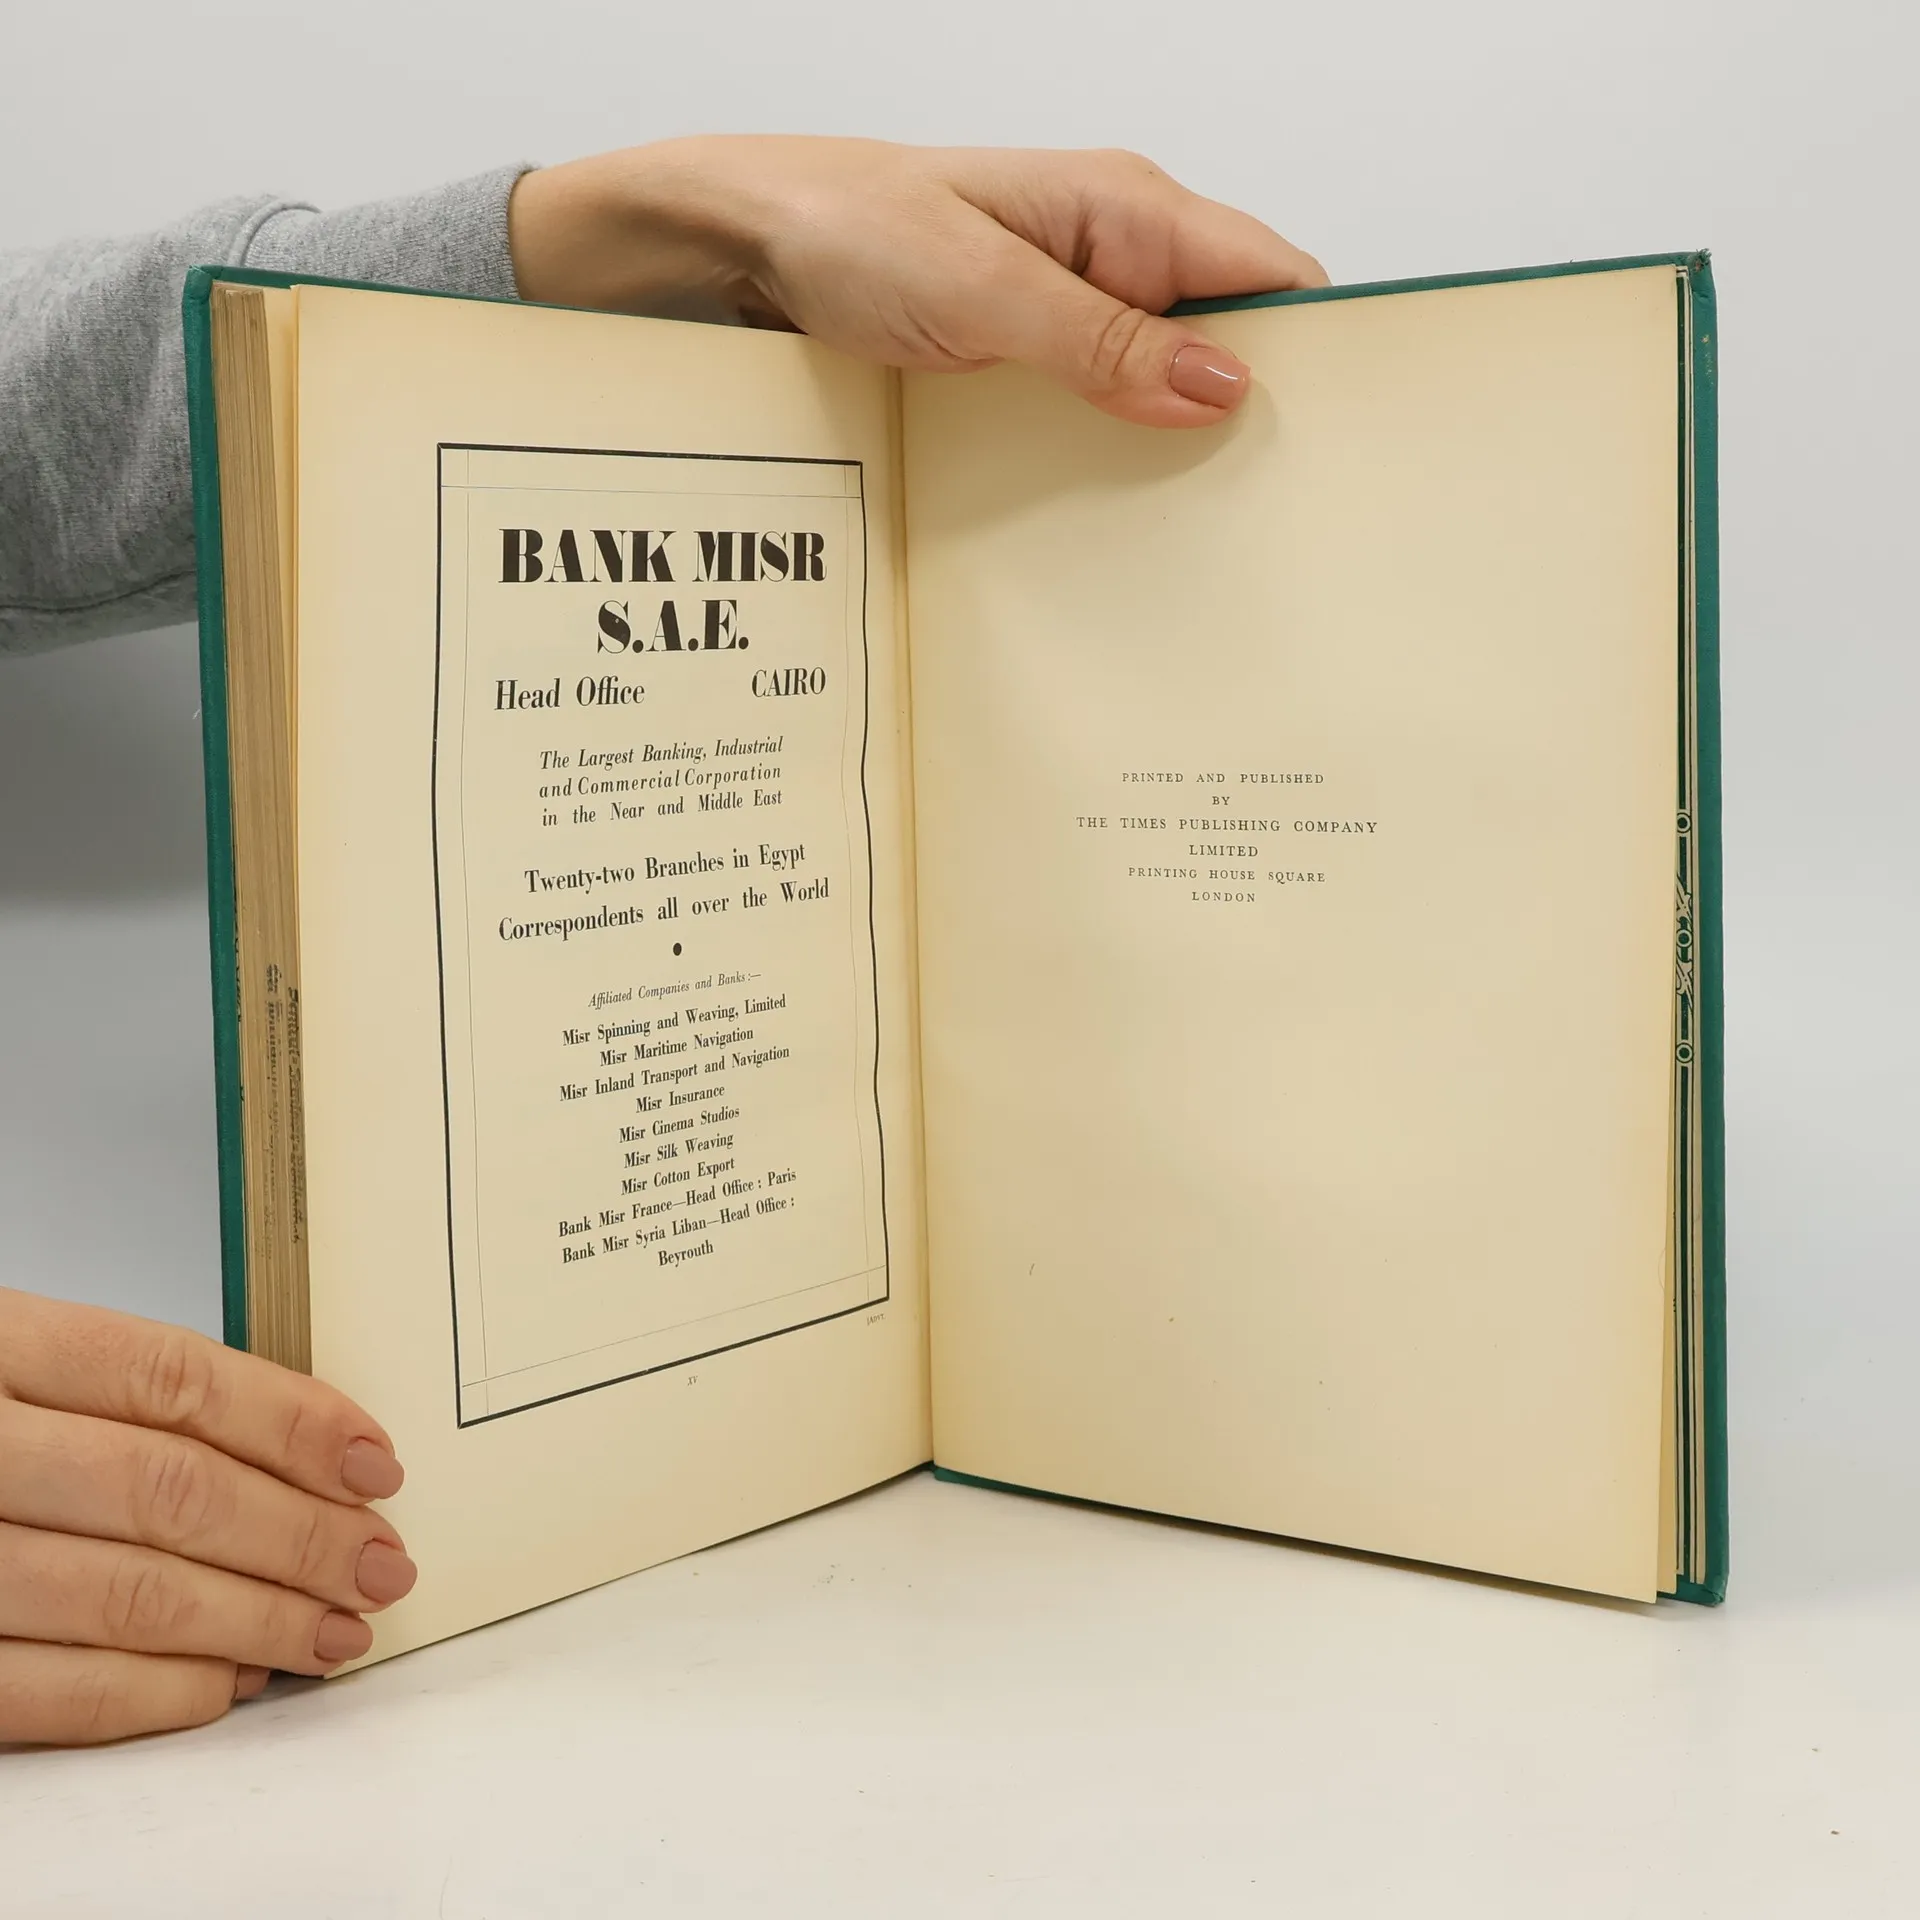 BANK MISR
S.A.E.
Head Office CAIRO
The Largest Banking, Industrial
and Commercial Corporation
in the Near and Middle East
Twenty-two Branches in Egypt
Correspondents all over the World
Affiliated Companies and Banks:—
Misr Spinning and Weaving, Limited
Misr Maritime Navigation
Misr Inland Transport and Navigation
Misr Insurance
Misr Cinema Studios
Misr Silk Weaving
Misr Cotton Export
Bank Misr France—Head Office : Paris
Bank Misr Syria Liban—Head Office :
Beyrouth
[ADVT.
XV
PRINTED AND PUBLISHED
BY
THE TIMES PUBLISHING COMPANY
LIMITED
PRINTING HOUSE SQUARE
LONDON